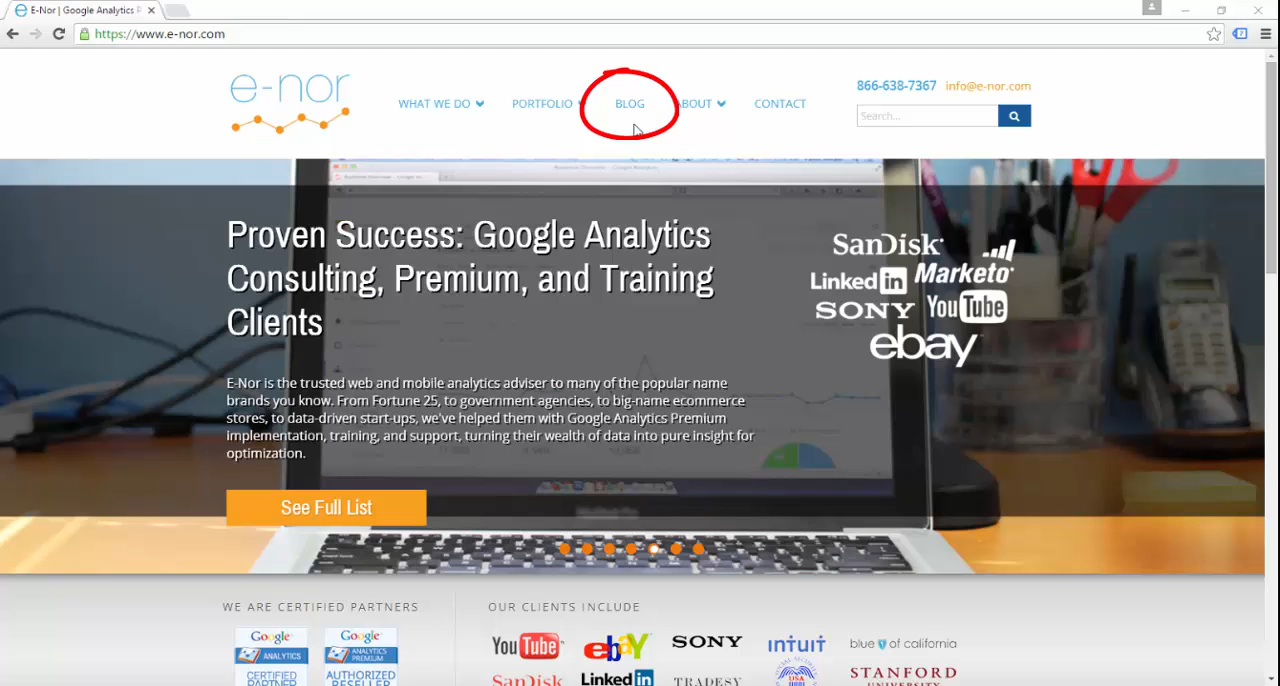 E-Nor | Google Analytics P
https://www.e-nor.com
e-nor
WHAT WE DO
PORTFOLIO
BLOG
ABOUT
CONTACT
866-638-7367
info@e-nor.com
Search...
Proven Success: Google Analytics
Consulting, Premium, and Training
Clients
SanDisk
LinkedIn
Marketo
SONY
YouTube
ebay
E-Nor is the trusted web and mobile analytics adviser to many of the popular name
brands you know. From Fortune 25, to government agencies, to big-name ecommerce
stores, to data-driven start-ups, we've helped them with Google Analytics Premium
implementation, training, and support, turning their wealth of data into pure insight for
optimization.
See Full List
WE ARE CERTIFIED PARTNERS
OUR CLIENTS INCLUDE
Google
ANALYTICS
CERTIFIED
PARTNER
Google
ANALYTICS
PREMIUM
AUTHORIZED
RESELLER
YouTube
ebay
SONY
INTUIT
blue of california
SanDisk
LinkedIn
TRADESY
USA
STANFORD
UNIVERSITY